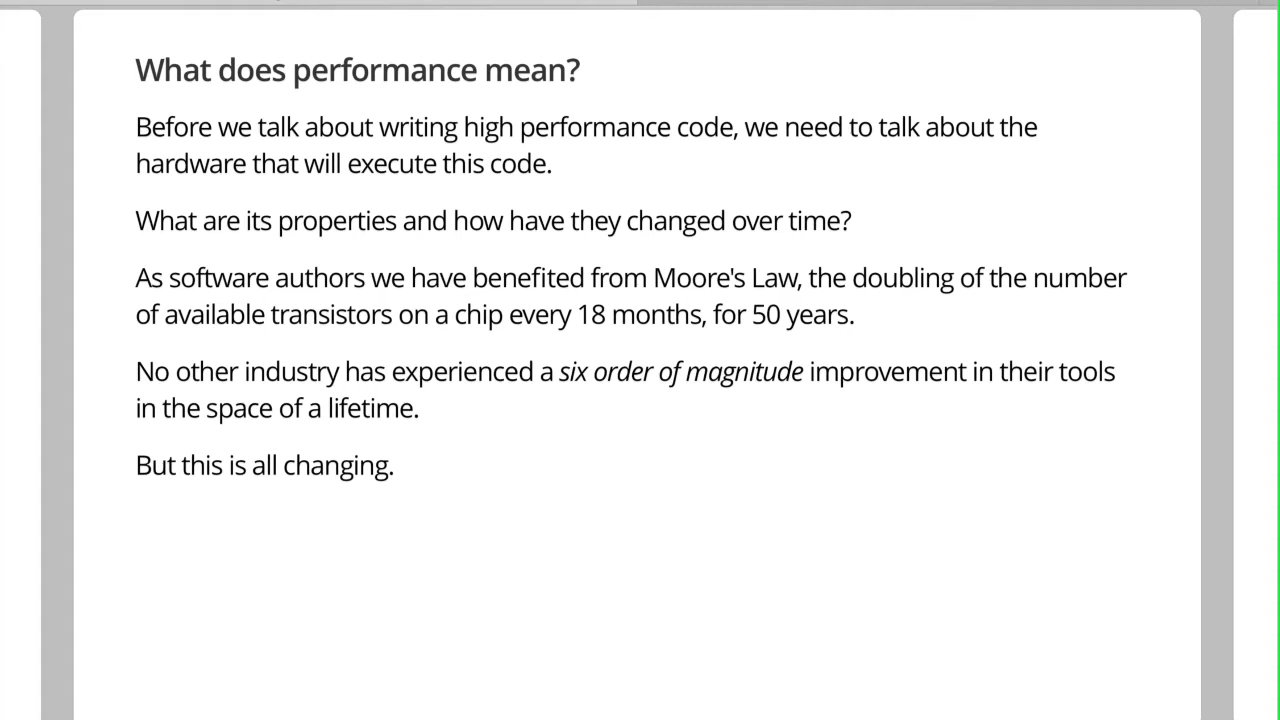 What does performance mean?
Before we talk about writing high performance code, we need to talk about the
hardware that will execute this code.
What are its properties and how have they changed over time?
As software authors we have benefited from Moore's Law, the doubling of the number
of available transistors on a chip every 18 months, for 50 years.
No other industry has experienced a six order of magnitude improvement in their tools
in the space of a lifetime.
But this is all changing.